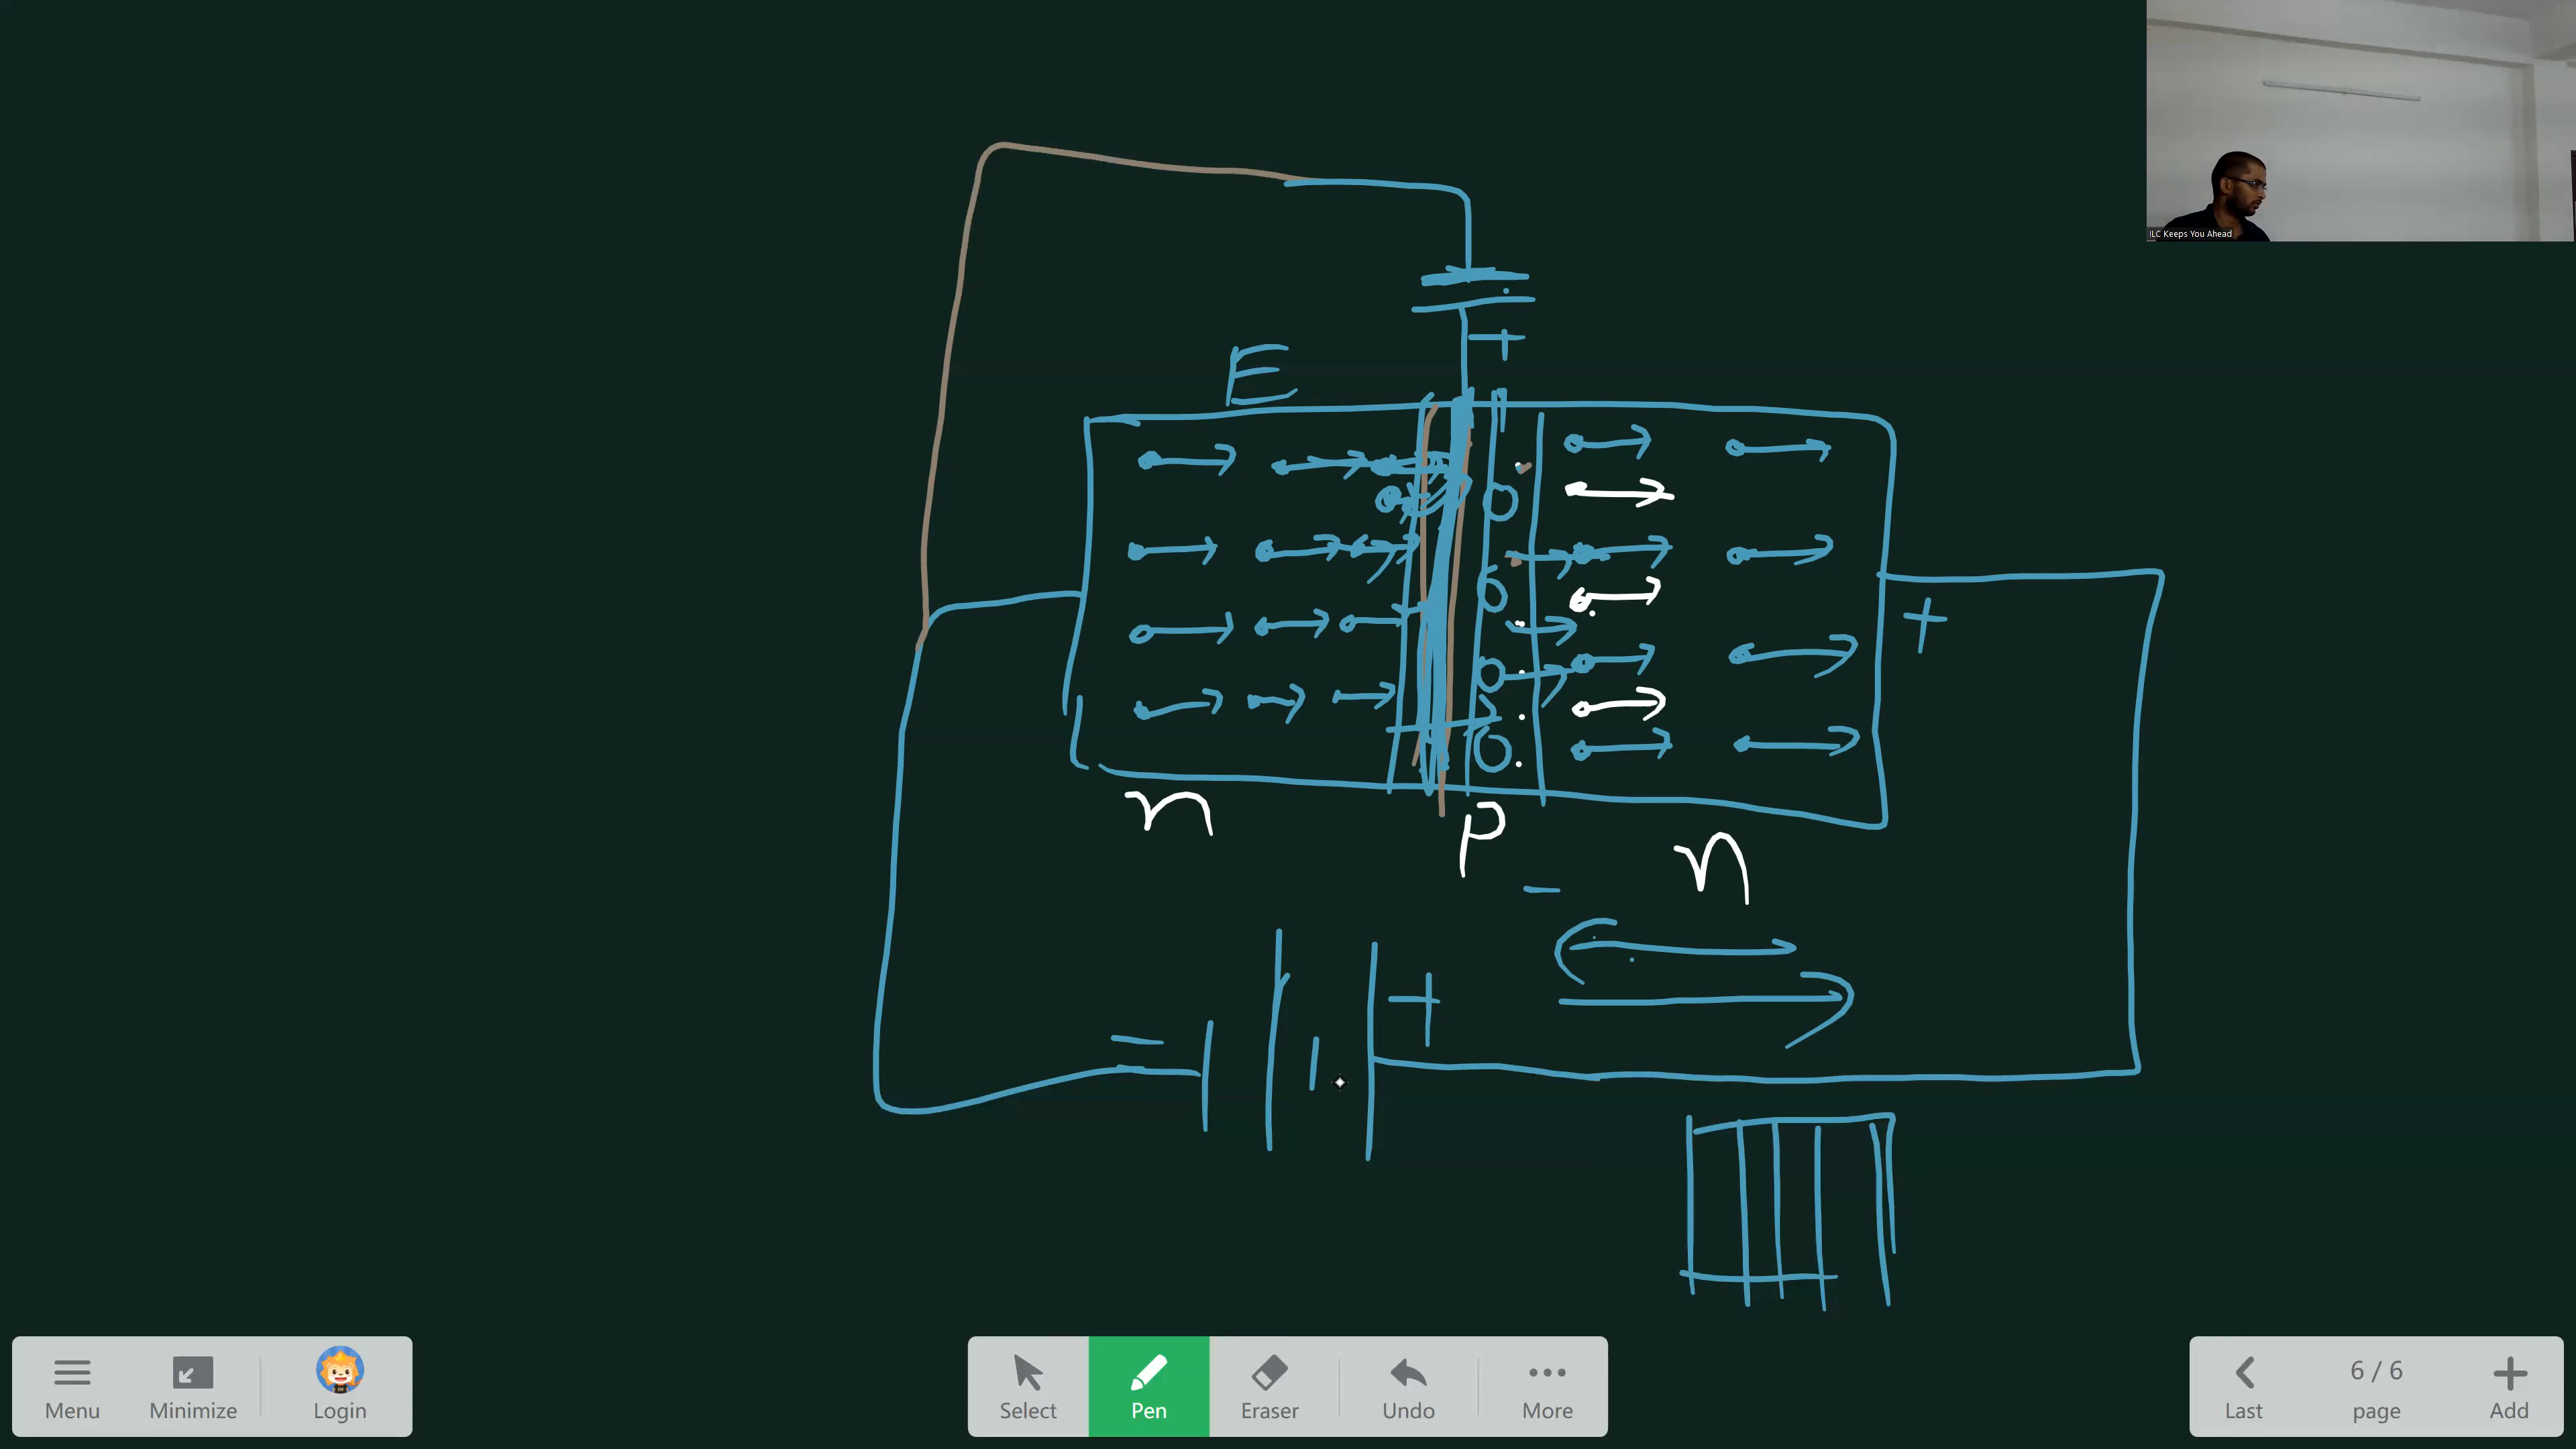 ILC Keeps You Ahead
+
E
+
n
p
n
-
-
+
Menu
Minimize
Login
Select
Pen
Eraser
Undo
More
Last
6 / 6
page
Add